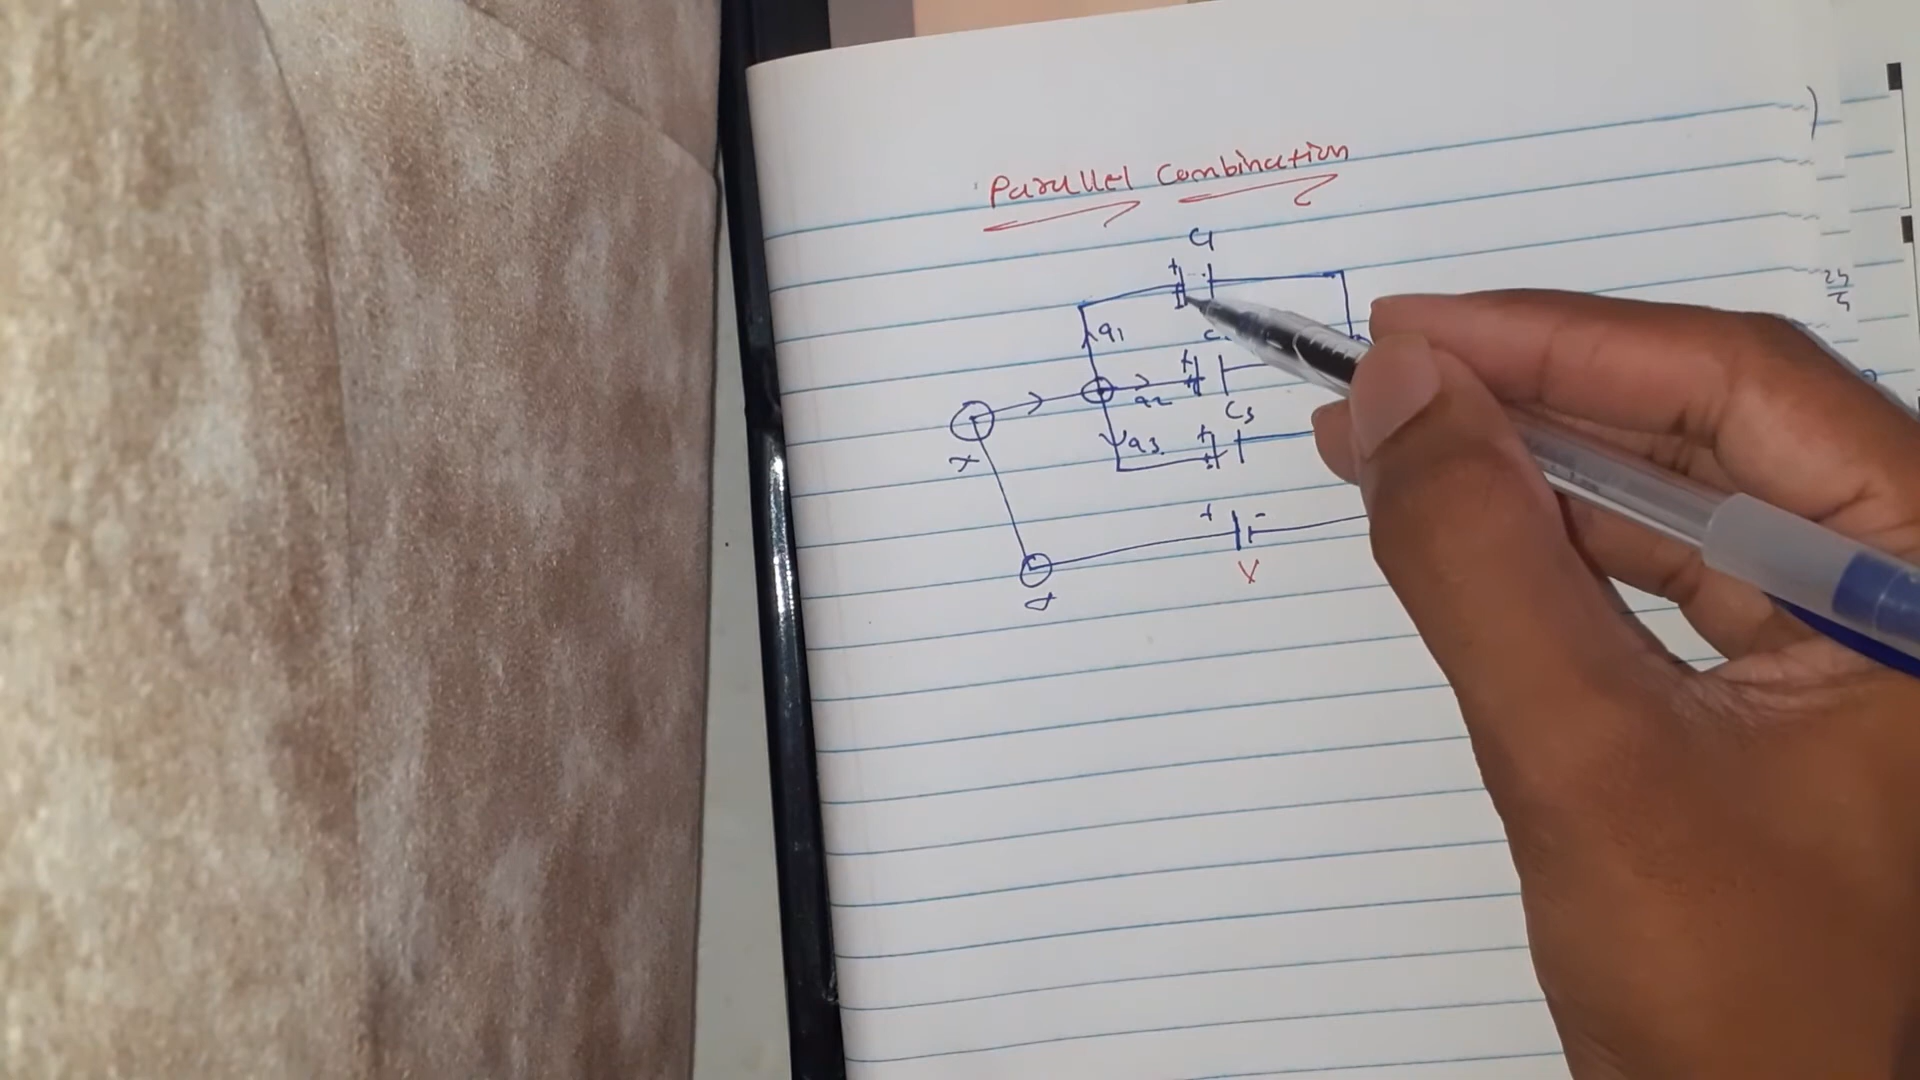 Parallel Combination
C1
+ -
q1
C
+
q2
C3
+
q3
x
+ -
V